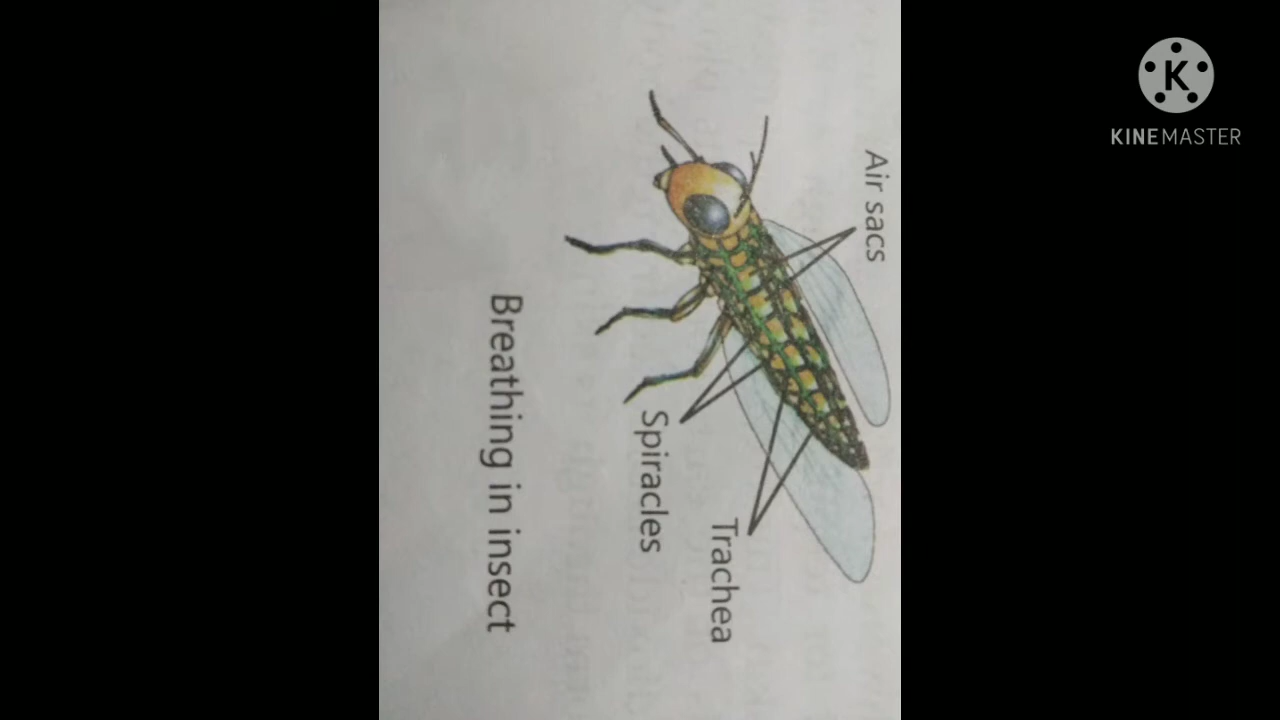 Air sacs
Trachea
Spiracles
Breathing in insect
K
KINEMASTER